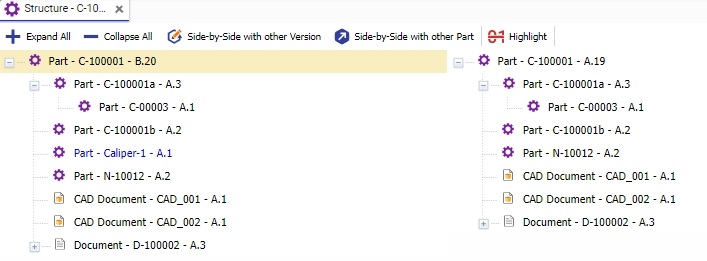 Structure - C-10...
Expand All
Collapse All
Side-by-Side with other Version
Side-by-Side with other Part
Highlight
Part - C-100001 - B.20
Part - C-100001a - A.3
Part - C-00003 - A.1
Part - C-100001b - A.2
Part - Caliper-1 - A.1
Part - N-10012 - A.2
CAD Document - CAD_001 - A.1
CAD Document - CAD_002 - A.1
Document - D-100002 - A.3
Part - C-100001 - A.19
Part - C-100001a - A.3
Part - C-00003 - A.1
Part - C-100001b - A.2
Part - N-10012 - A.2
CAD Document - CAD_001 - A.1
CAD Document - CAD_002 - A.1
Document - D-100002 - A.3